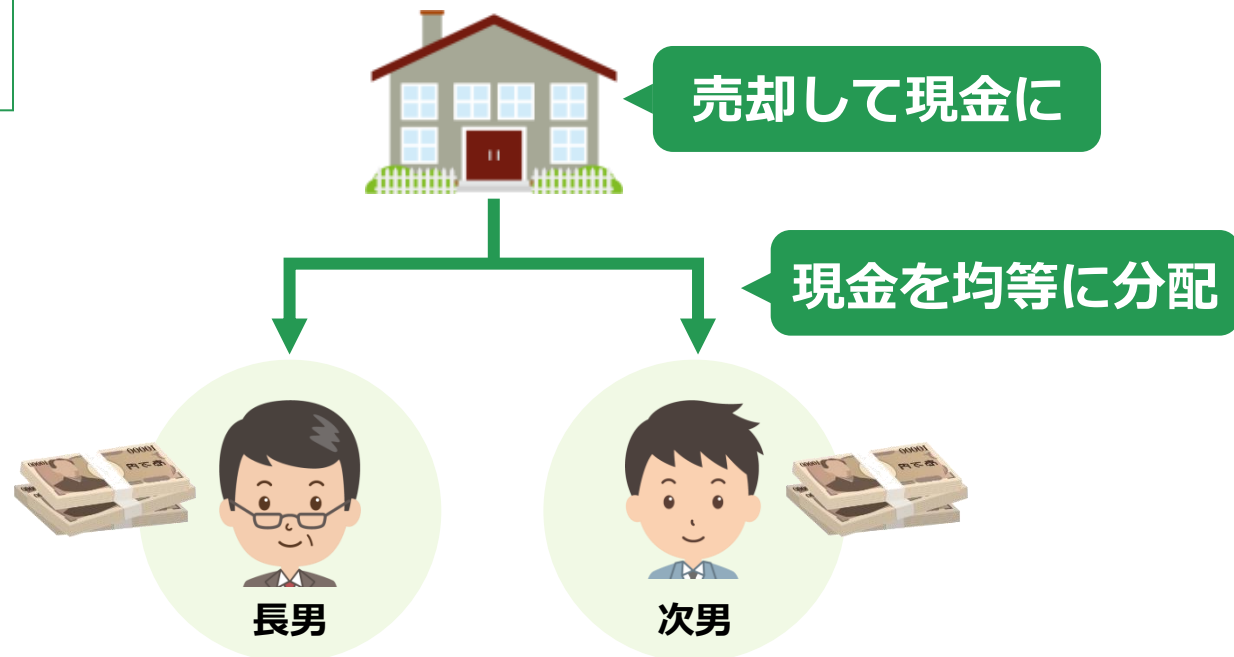 売却して現金に
現金を均等に分配
長男
次男